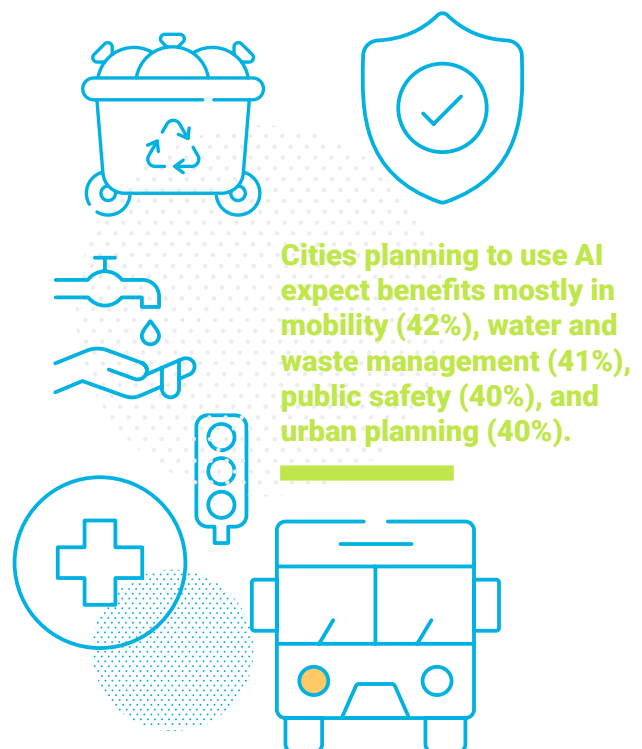 Cities planning to use AI
expect benefits mostly in
mobility (42%), water and
waste management (41%),
public safety (40%), and
urban planning (40%).